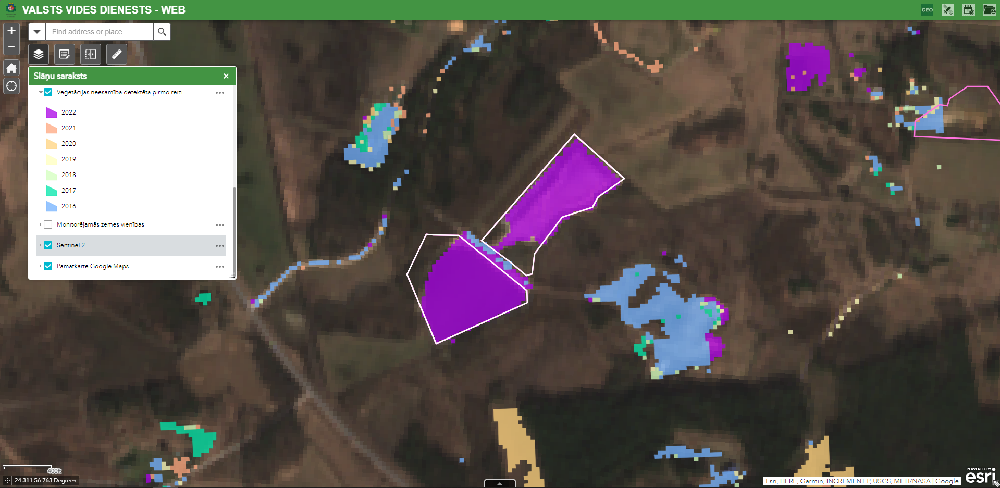 VALSTS VIDES DIENESTS - WEB
GEO
Find address or place
Slāņu saraksts
Veģetācijas neesamība detektēta pirmo reizi
2022
2021
2020
2019
2018
2017
2016
Monitorējamās zemes vienības
Sentinel 2
Pamatkarte Google Maps
400ft
24.311 56.763 Degrees
Esri, HERE, Garmin, INCREMENT P, USGS, METI/NASA | Google
POWERED BY
esri